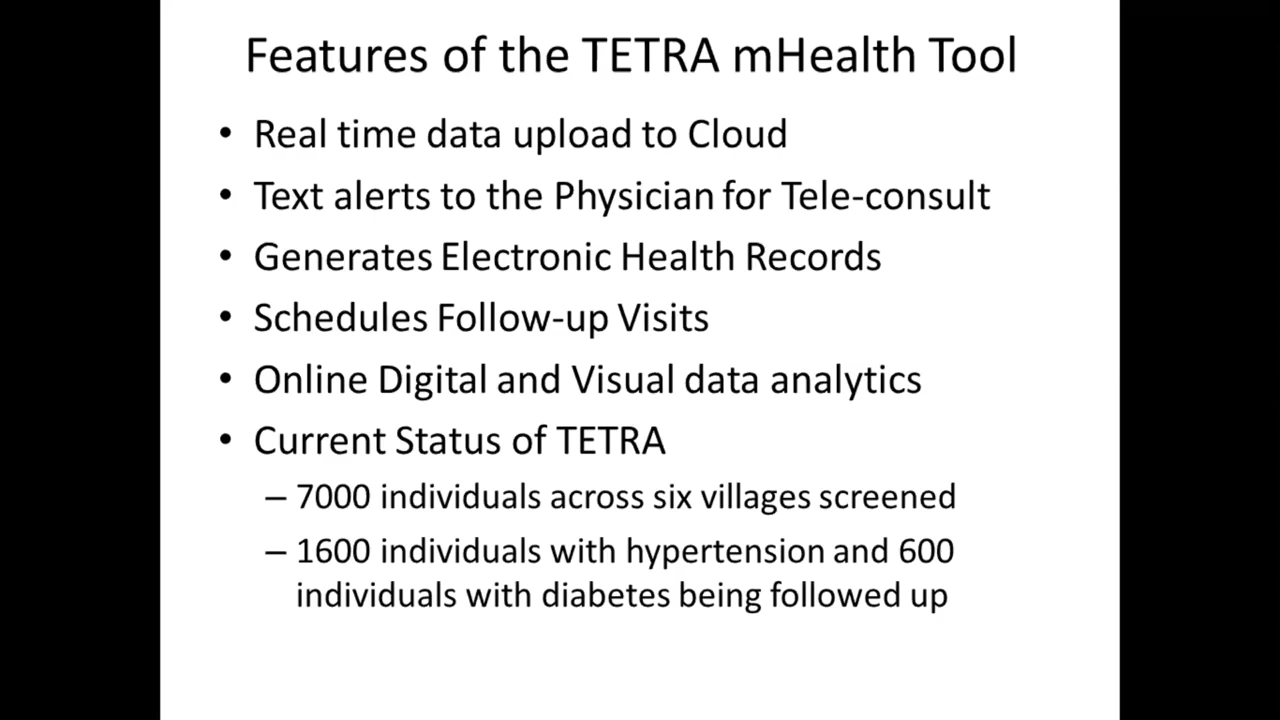 Features of the TETRA mHealth Tool
• Real time data upload to Cloud
• Text alerts to the Physician for Tele-consult
• Generates Electronic Health Records
• Schedules Follow-up Visits
• Online Digital and Visual data analytics
• Current Status of TETRA
– 7000 individuals across six villages screened
– 1600 individuals with hypertension and 600
individuals with diabetes being followed up